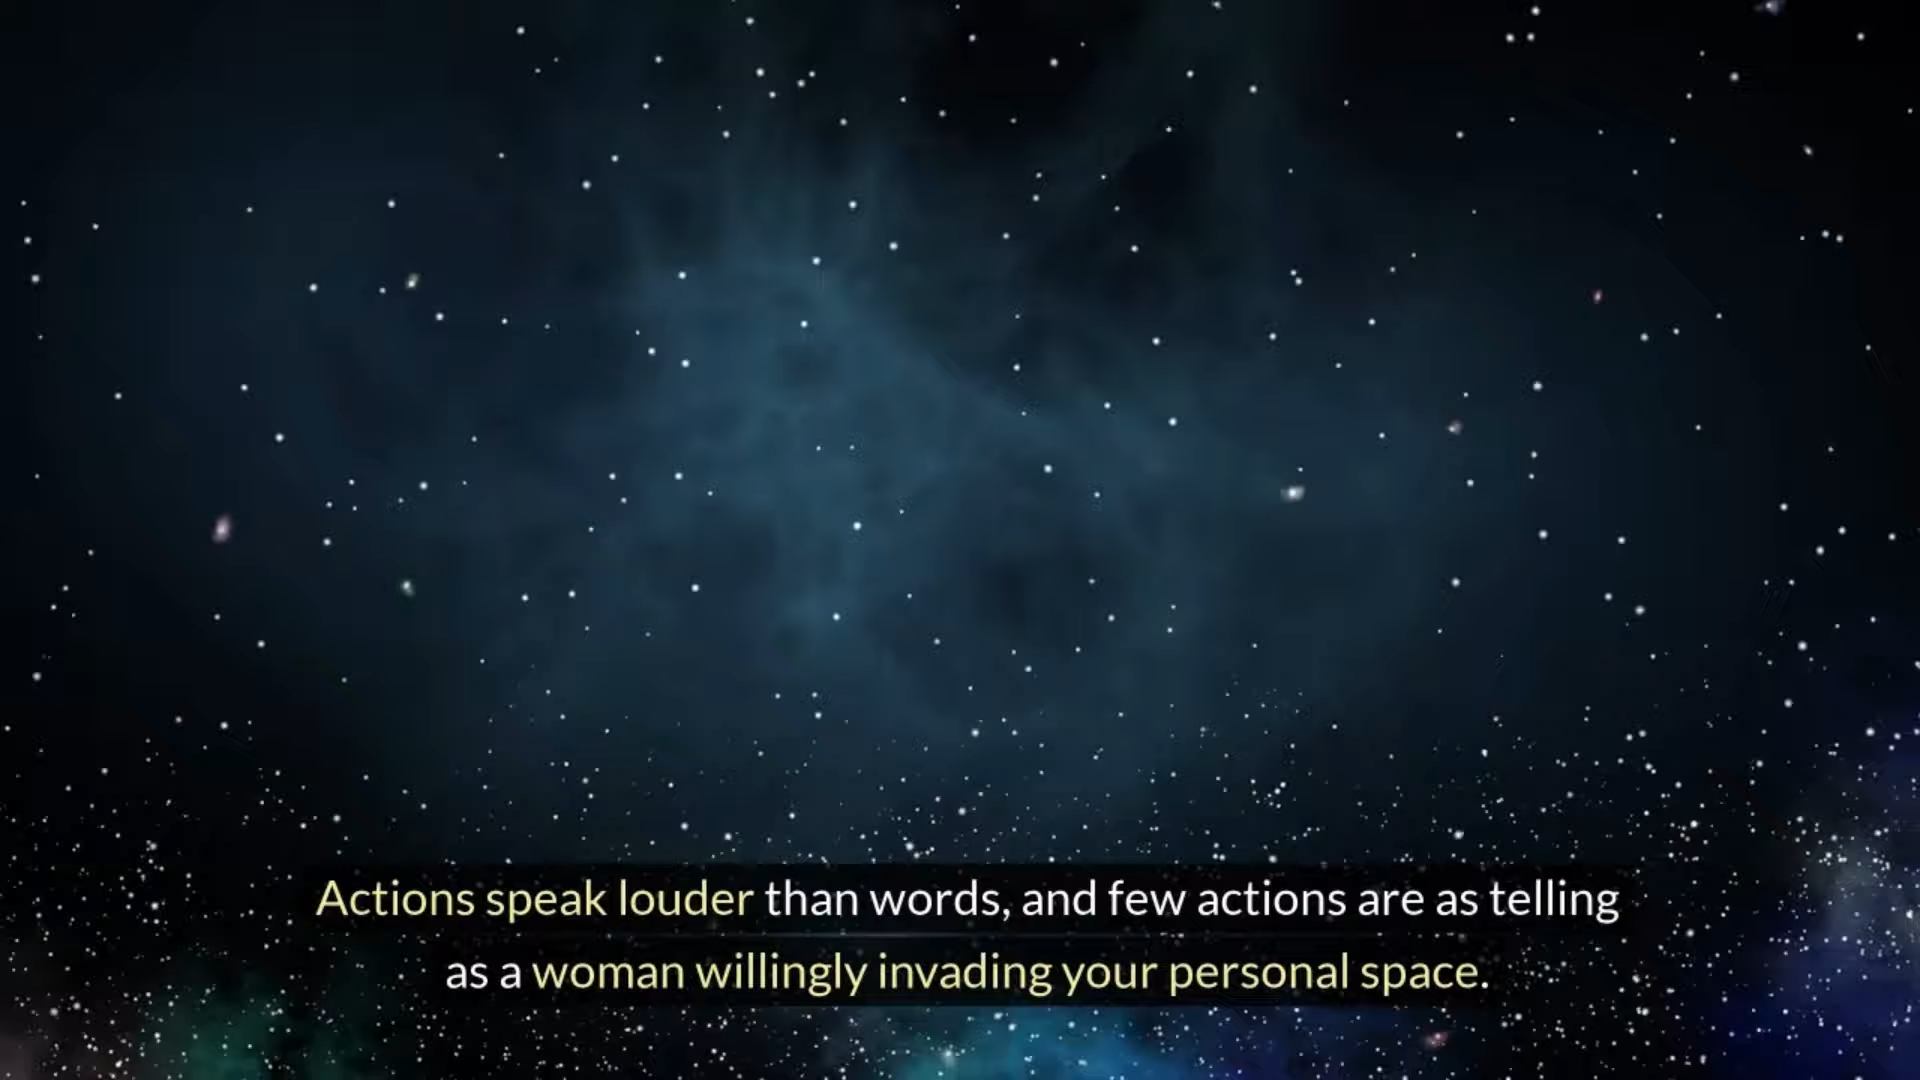 Actions speak louder than words, and few actions are as telling
as a woman willingly invading your personal space.